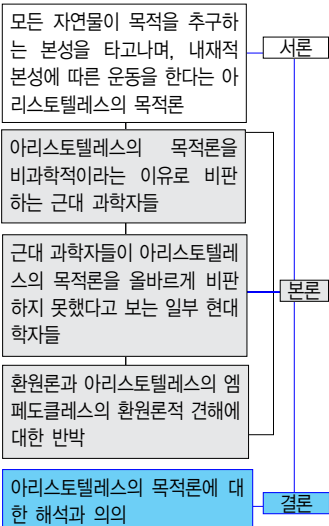 모든 자연물이 목적을 추구하
는 본성을 타고나며, 내재적
본성에 따른 운동을 한다는 아
리스토텔레스의 목적론
서론
아리스토텔레스의 목적론을
비과학적이라는 이유로 비판
하는 근대 과학자들
근대 과학자들이 아리스토텔레
스의 목적론을 올바르게 비판
하지 못했다고 보는 일부 현대
학자들
본론
환원론과 아리스토텔레스의 엠
페도클레스의 환원론적 견해에
대한 반박
아리스토텔레스의 목적론에 대
한 해석과 의의
결론